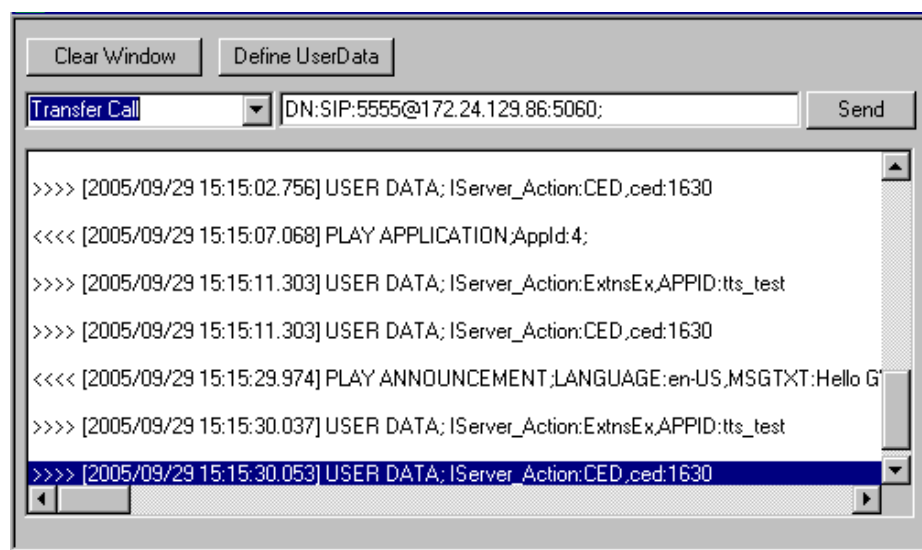 Clear Window
Define UserData
Transfer Call
DN:SIP:5555@172.24.129.86:5060;
Send
>>>> [2005/09/29 15:15:02.756] USER DATA; IServer_Action:CED,ced:1630
<<<< [2005/09/29 15:15:07.068] PLAY APPLICATION;AppId:4;
>>>> [2005/09/29 15:15:11.303] USER DATA; IServer_Action:ExtnsEx,APPID:tts_test
>>>> [2005/09/29 15:15:11.303] USER DATA; IServer_Action:CED,ced:1630
<<<< [2005/09/29 15:15:29.974] PLAY ANNOUNCEMENT;LANGUAGE:en-US,MSGTXT:Hello
>>>> [2005/09/29 15:15:30.037] USER DATA; IServer_Action:ExtnsEx,APPID:tts_test
>>>> [2005/09/29 15:15:30.053] USER DATA; IServer_Action:CED,ced:1630